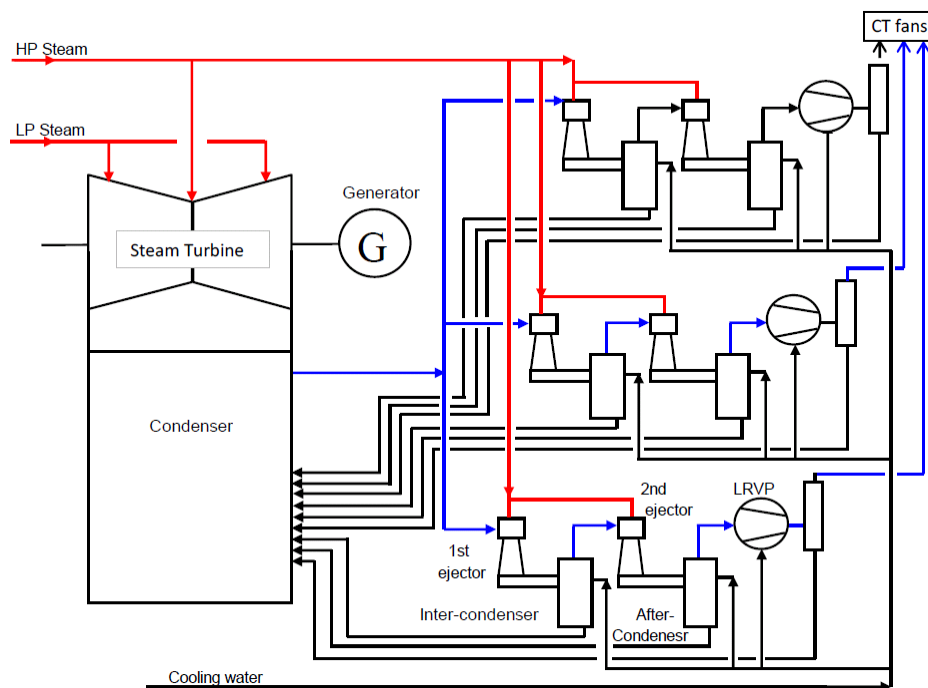 CT fans
HP Steam
LP Steam
Generator
G
Steam Turbine
Condenser
2nd
ejector
LRVP
1st
ejector
Inter-condenser
After-
Condenesr
Cooling water